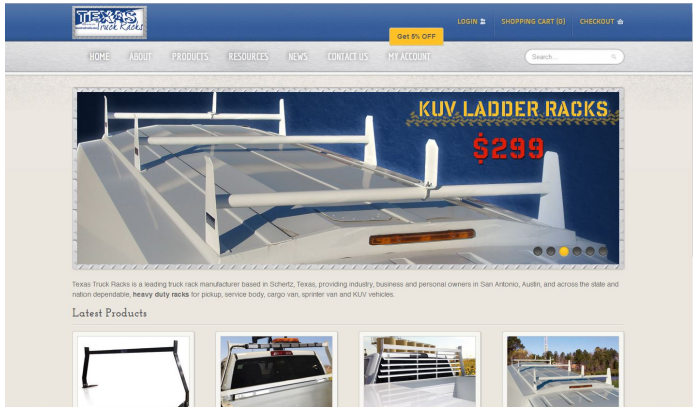 TEXAS
Truck Racks
LOGIN
SHOPPING CART (0)
CHECKOUT
Get 5% OFF
HOME
ABOUT
PRODUCTS
RESOURCES
NEWS
CONTACT US
MY ACCOUNT
Search...
KUV LADDER RACKS
$299
Texas Truck Racks is a leading truck rack manufacturer based in Schertz, Texas, providing industry, business and personal owners in San Antonio, Austin, and across the state and
nation dependable, heavy duty racks for pickup, service body, cargo van, sprinter van and KUV vehicles.
Latest Products